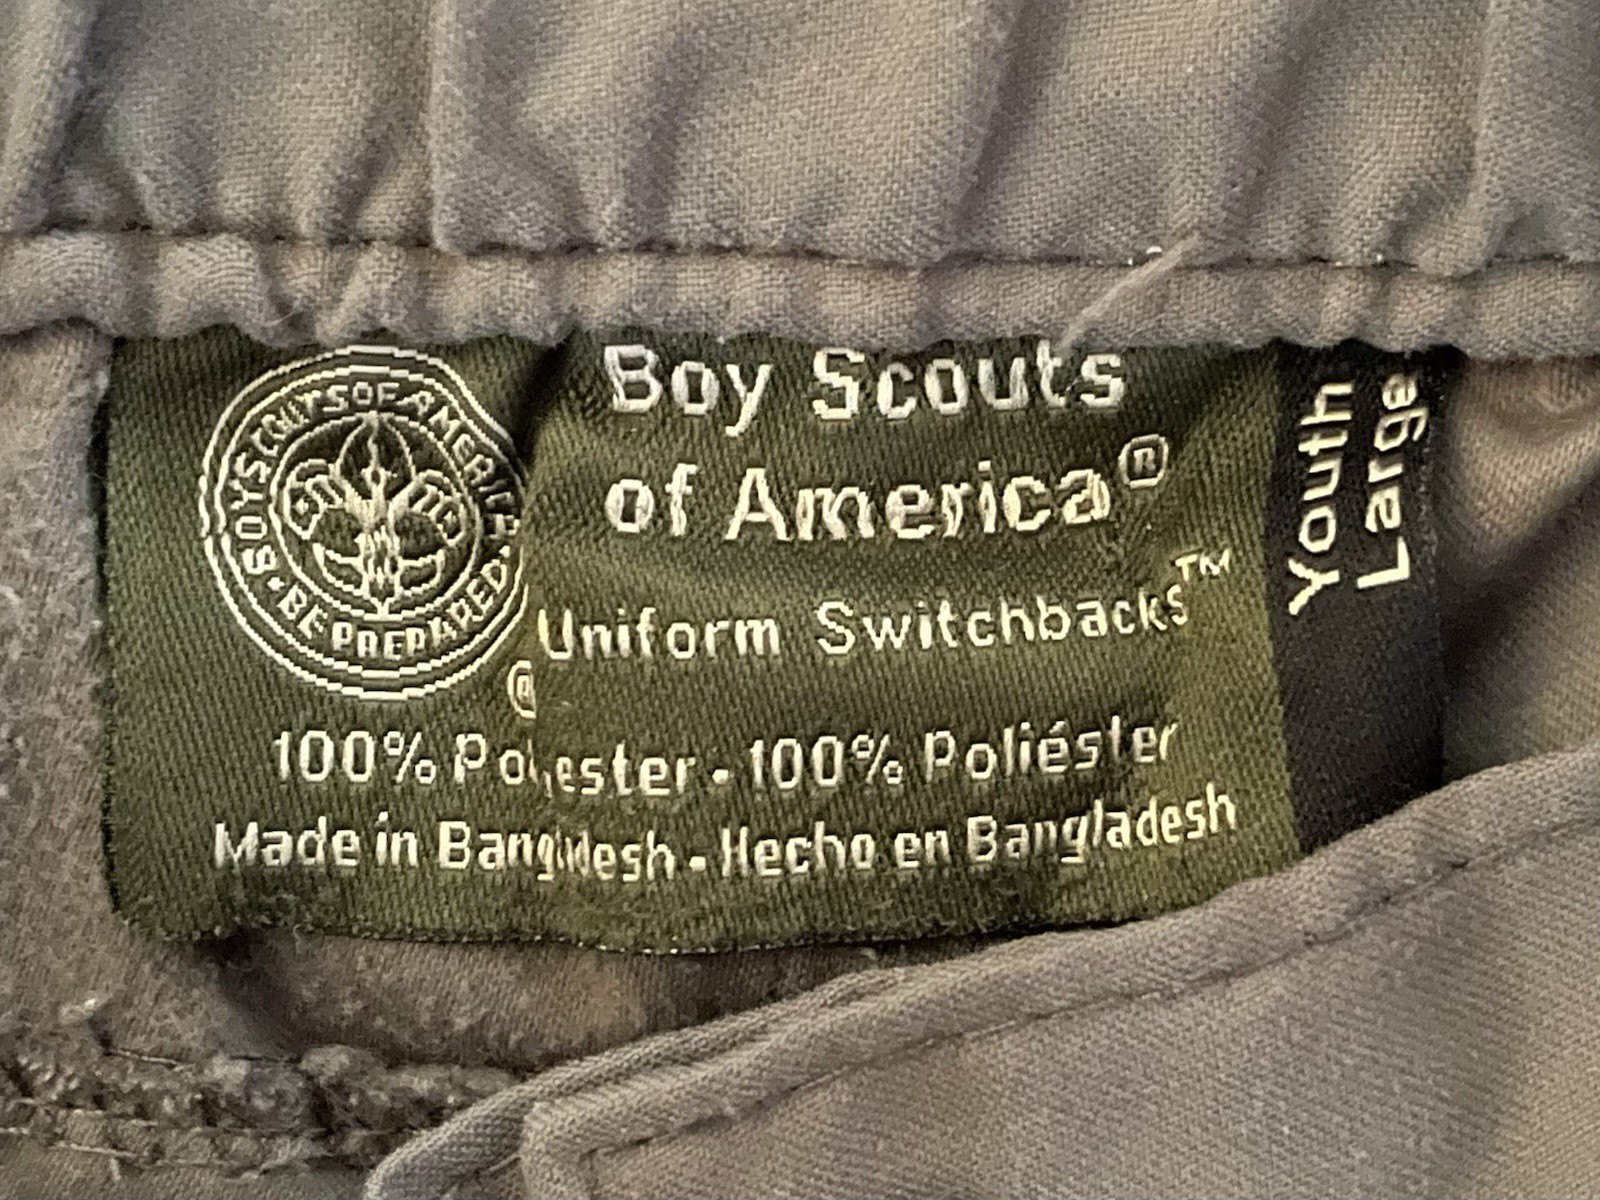 BOY SCOUTS OF AMERICA
BE PREPARED
Boy Scouts
of America®
Uniform Switchbacks™
®
100% Polyester - 100% Poliéster
Made in Bangladesh - Hecho en Bangladesh
Youth
Large